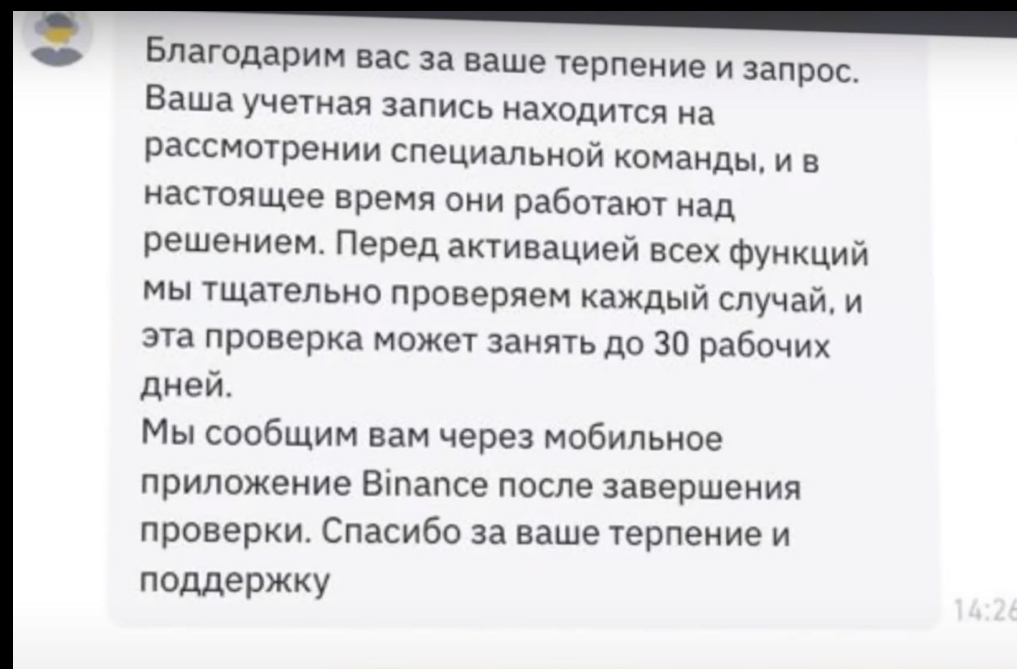 Благодарим вас за ваше терпение и запрос.
Ваша учетная запись находится на
рассмотрении специальной команды, и в
настоящее время они работают над
решением. Перед активацией всех функций
мы тщательно проверяем каждый случай, и
эта проверка может занять до 30 рабочих
дней.
Мы сообщим вам через мобильное
приложение Binance после завершения
проверки. Спасибо за ваше терпение и
поддержку
14:26